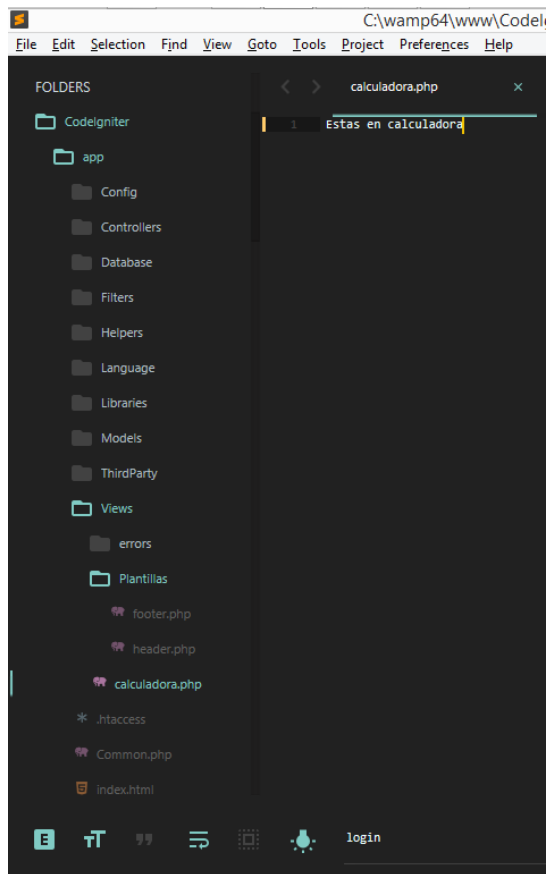 C:\wamp64\www\CodeIg
File Edit Selection Find View Goto Tools Project Preferences Help
FOLDERS
CodeIgniter
app
Config
Controllers
Database
Filters
Helpers
Language
Libraries
Models
ThirdParty
Views
errors
Plantillas
footer.php
header.php
calculadora.php
.htaccess
Common.php
index.html
calculadora.php ×
1 Estas en calculadora
E TT login